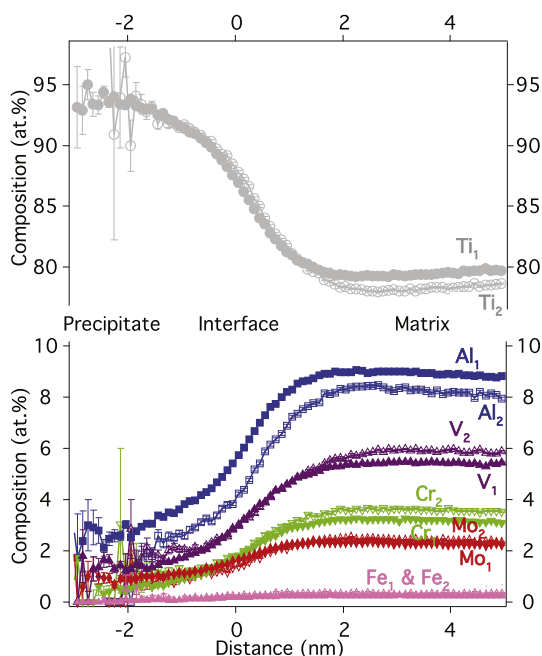 -2 0 2 4
95 95
90 90
85 85
80 80
Composition (at.%)
Ti1
Ti2
Precipitate Interface Matrix
10 10
8 8
6 6
4 4
2 2
0 0
Composition (at.%)
Al1
Al2
V2
V1
Cr2
Cr
Mo2
Mo1
Fe1 & Fe2
-2 0 2 4
Distance (nm)